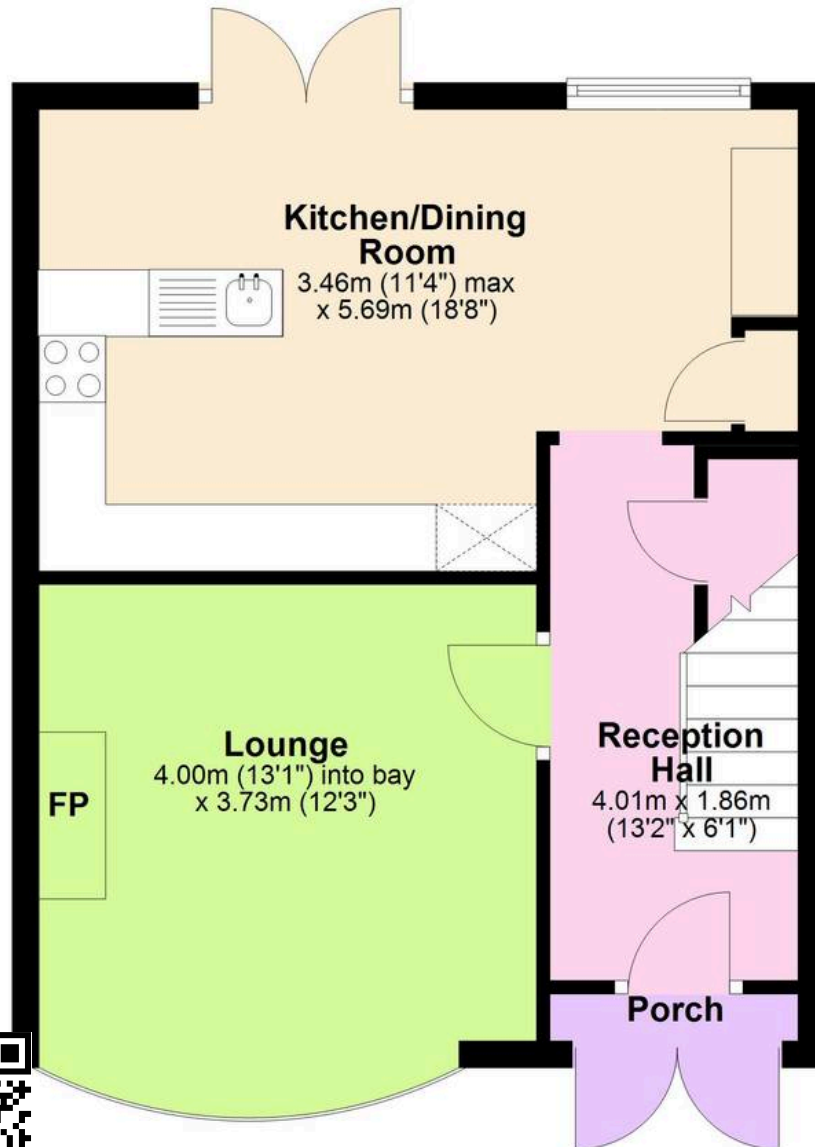 Kitchen/Dining
Room
3.46m (11'4") max
x 5.69m (18'8")
Lounge
4.00m (13'1") into bay
x 3.73m (12'3")
FP
Reception
Hall
4.01m x 1.86m
(13'2" x 6'1")
Porch